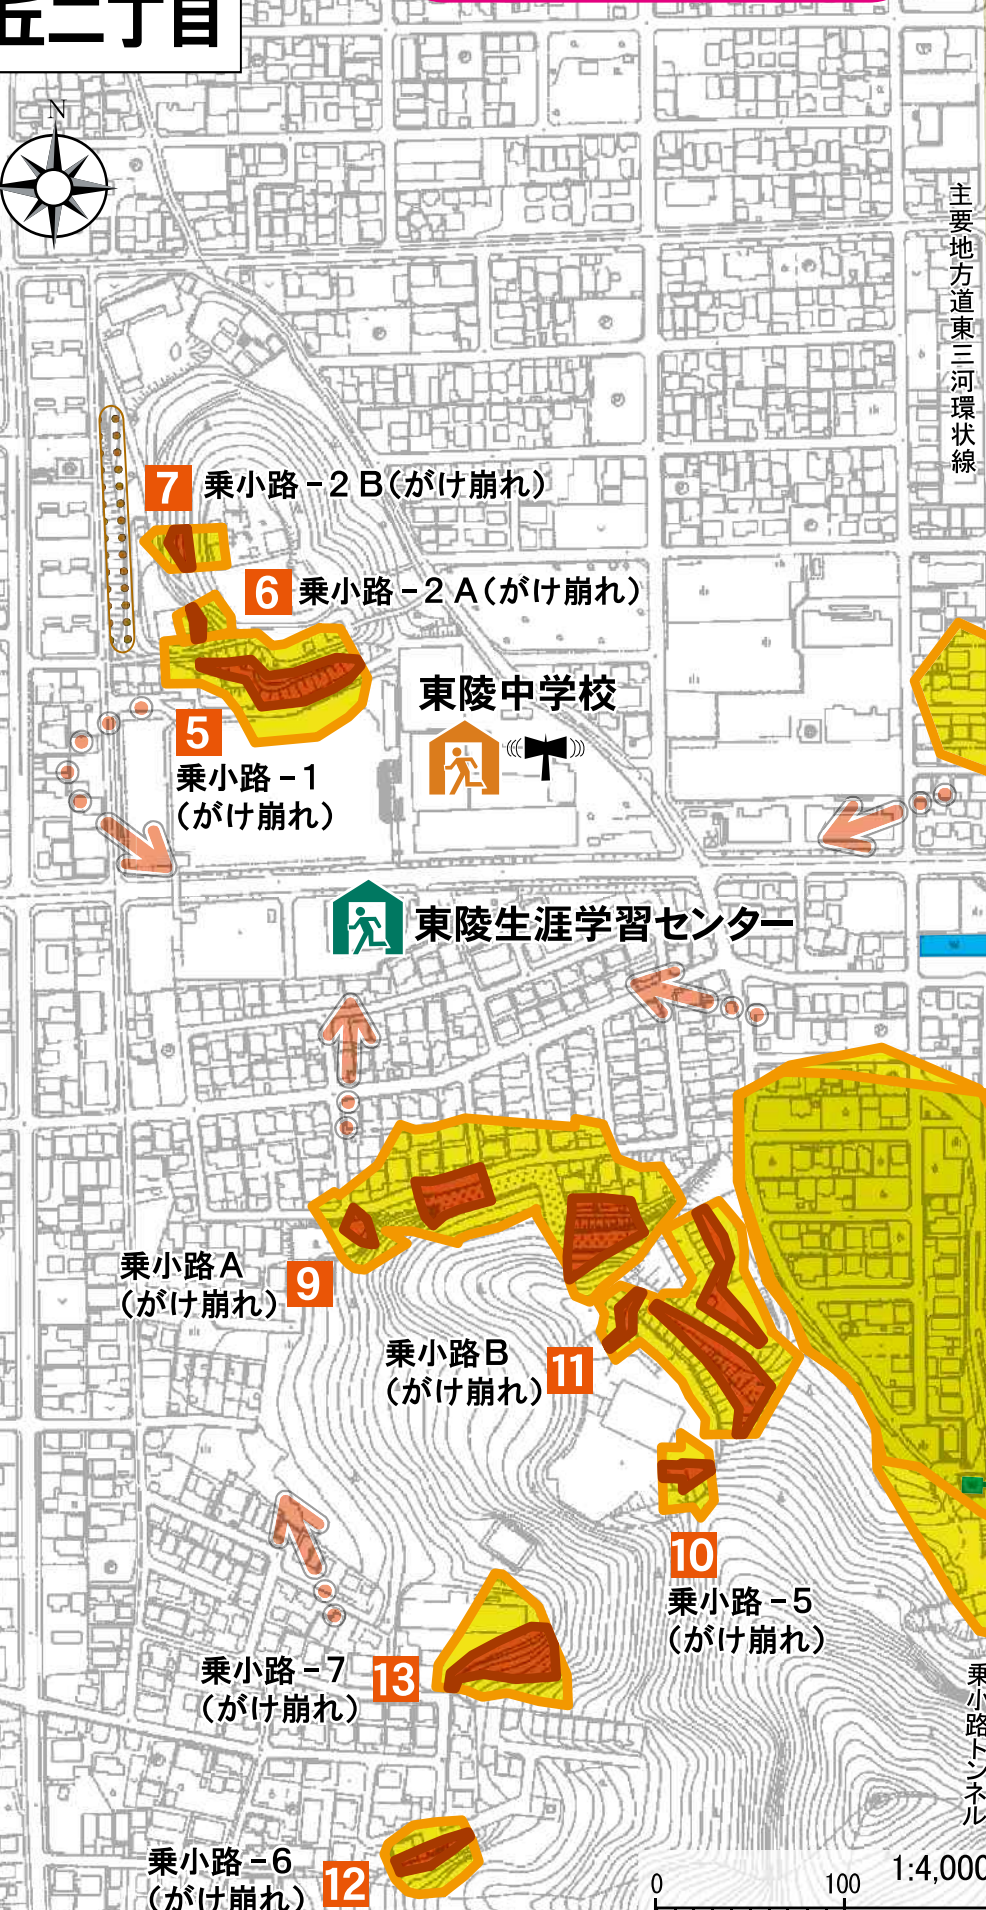 丘二丁目
N
主要地方道東三河環状線
7 乗小路-2B(がけ崩れ)
6 乗小路-2A(がけ崩れ)
東陵中学校
5
乗小路-1
(がけ崩れ)
東陵生涯学習センター
乗小路A
(がけ崩れ) 9
乗小路B
(がけ崩れ) 11
10
乗小路-5
(がけ崩れ)
乗小路-7
(がけ崩れ) 13
乗小路トンネル
乗小路-6
(がけ崩れ) 12
1:4,000
0 100